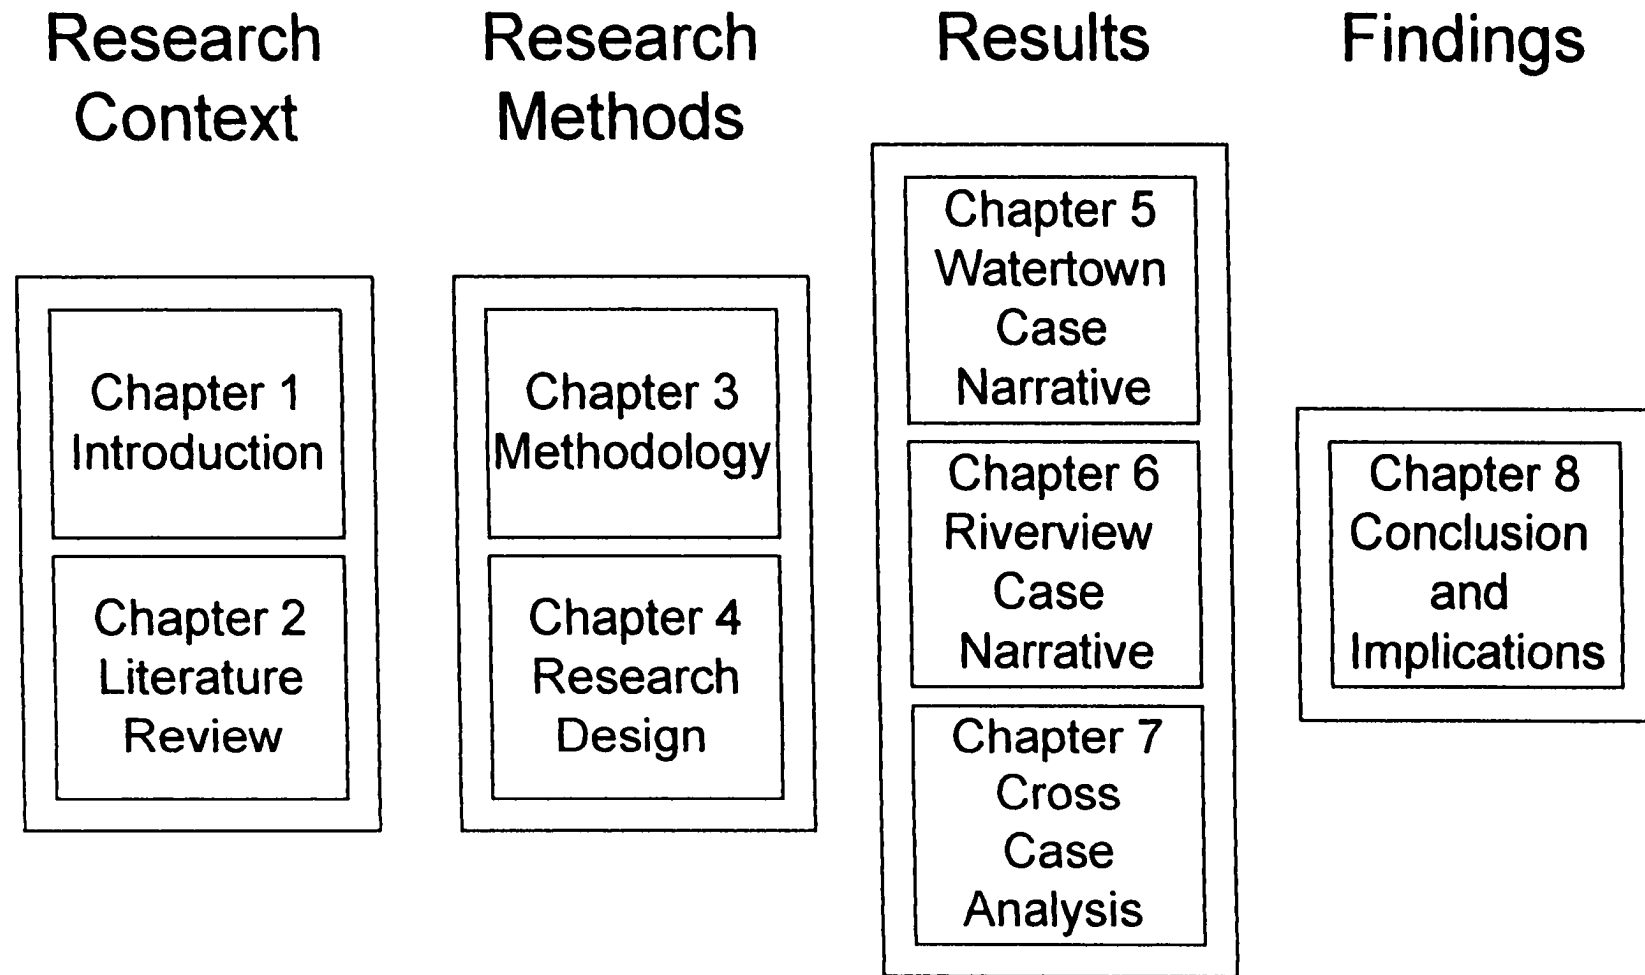 Research
Context
Chapter 1
Introduction
Chapter 2
Literature
Review
Research
Methods
Chapter 3
Methodology
Chapter 4
Research
Design
Results
Chapter 5
Watertown
Case
Narrative
Chapter 6
Riverview
Case
Narrative
Chapter 7
Cross
Case
Analysis
Findings
Chapter 8
Conclusion
and
Implications